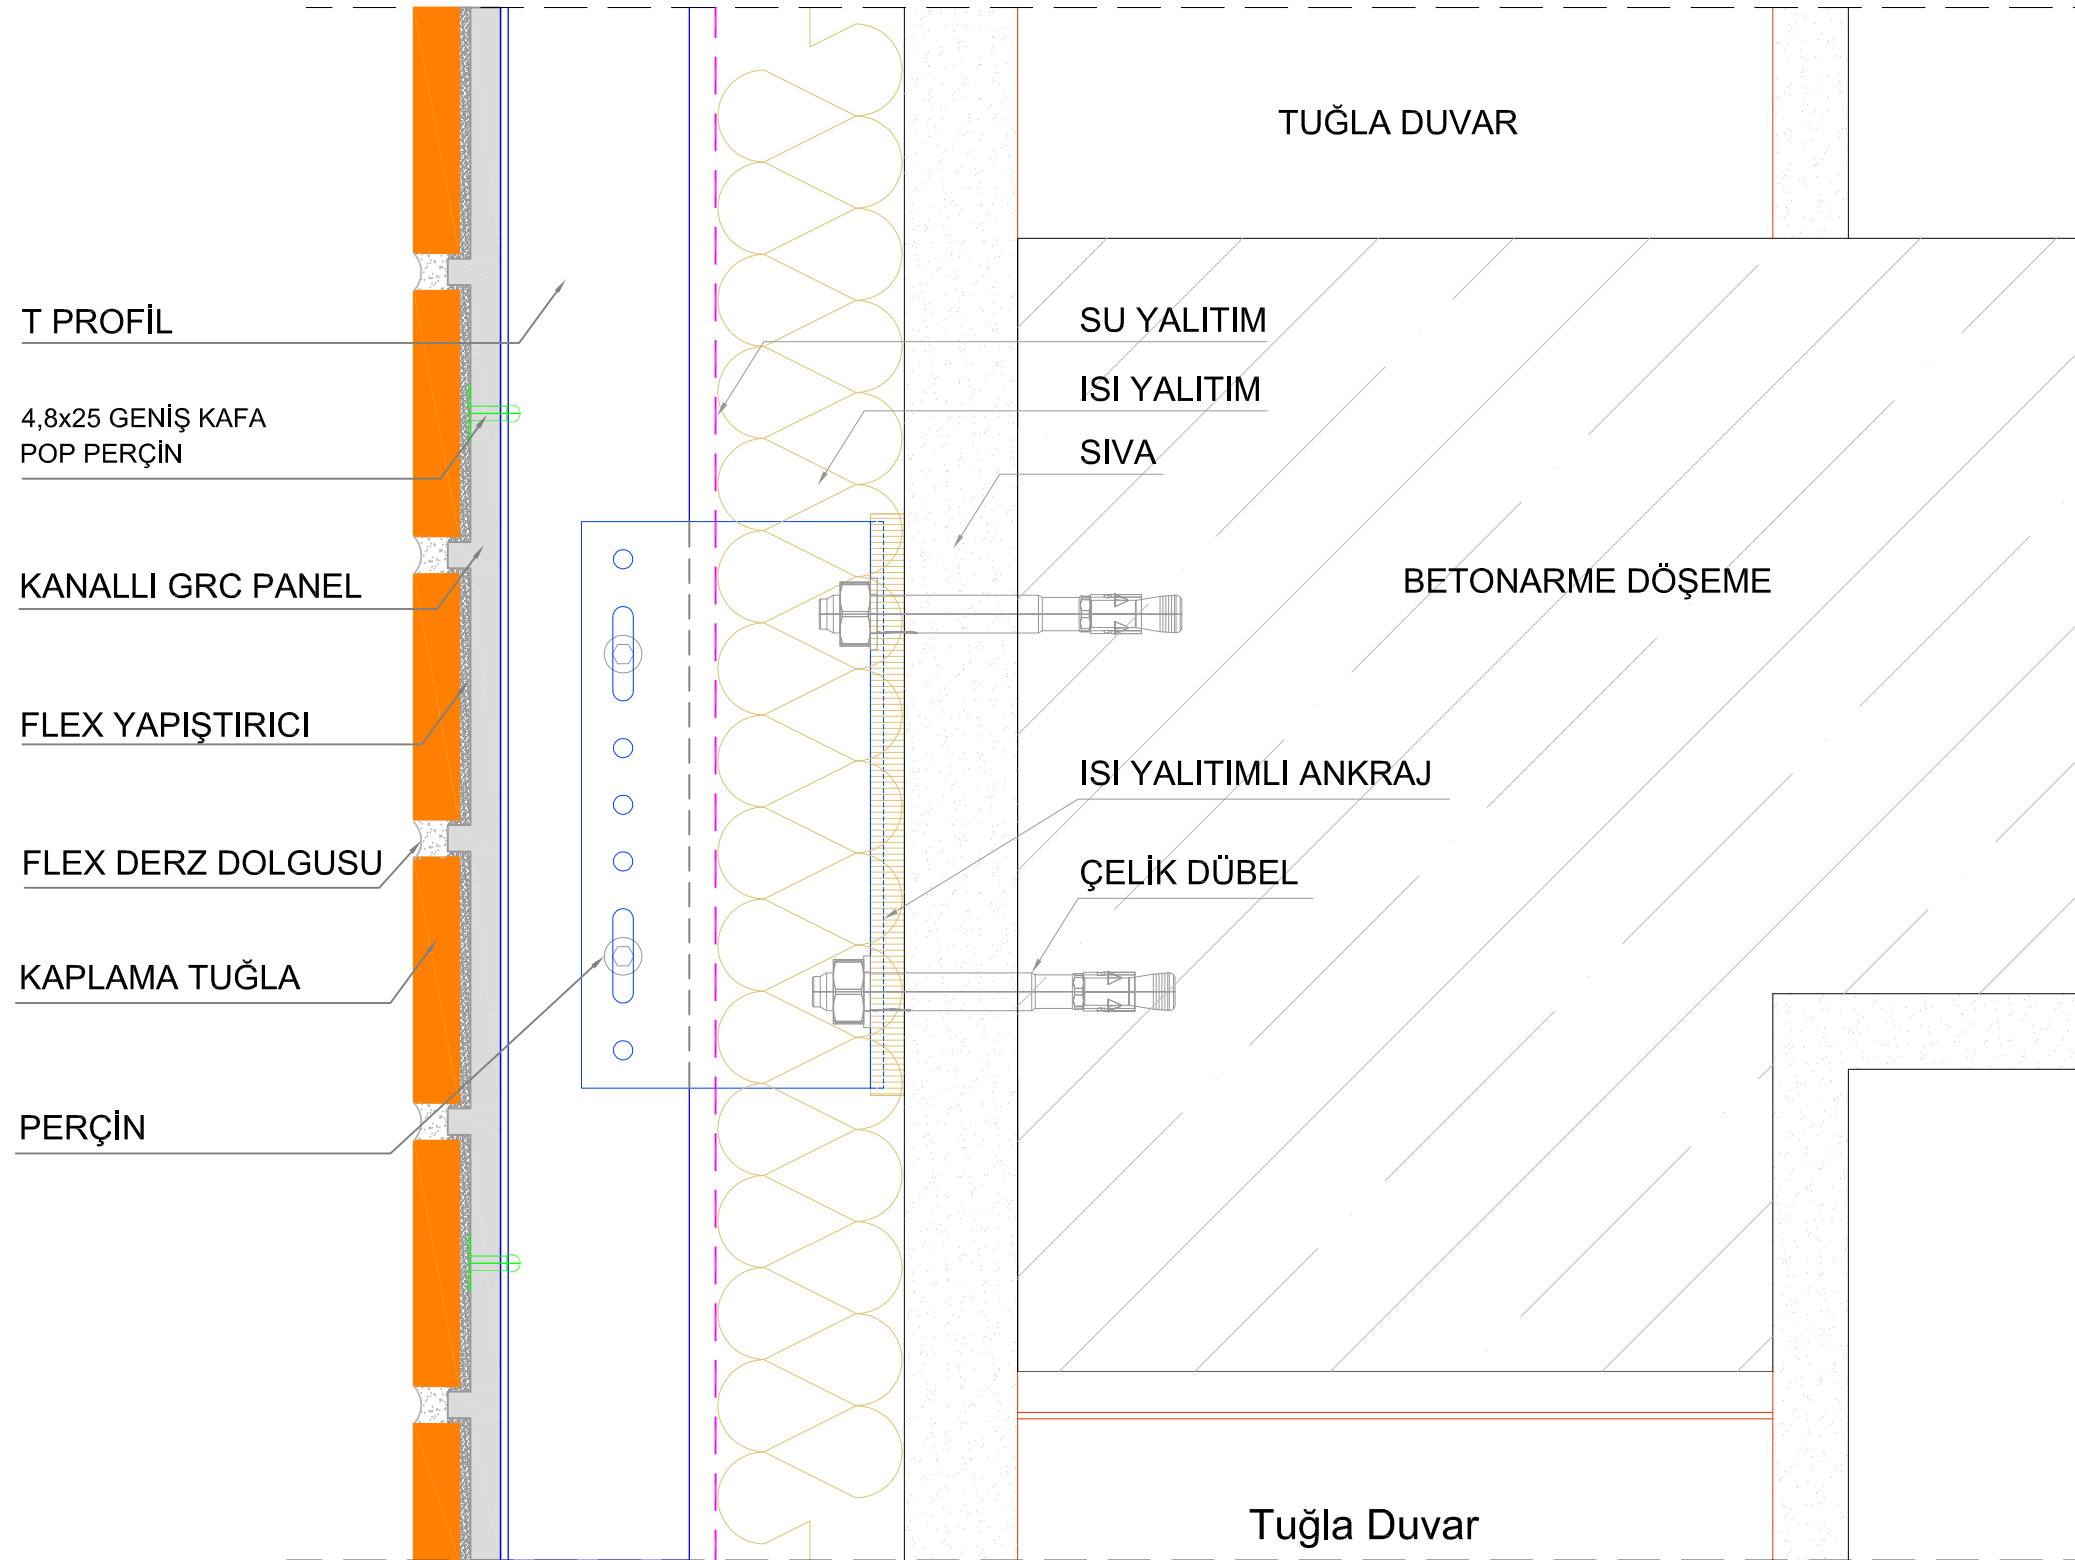 TUĞLA DUVAR
T PROFİL
4,8x25 GENİŞ KAFA
POP PERÇİN
KANALLI GRC PANEL
FLEX YAPIŞTIRICI
FLEX DERZ DOLGUSU
KAPLAMA TUĞLA
PERÇİN
SU YALITIM
ISI YALITIM
SIVA
BETONARME DÖŞEME
ISI YALITIMLI ANKRAJ
ÇELİK DÜBEL
Tuğla Duvar